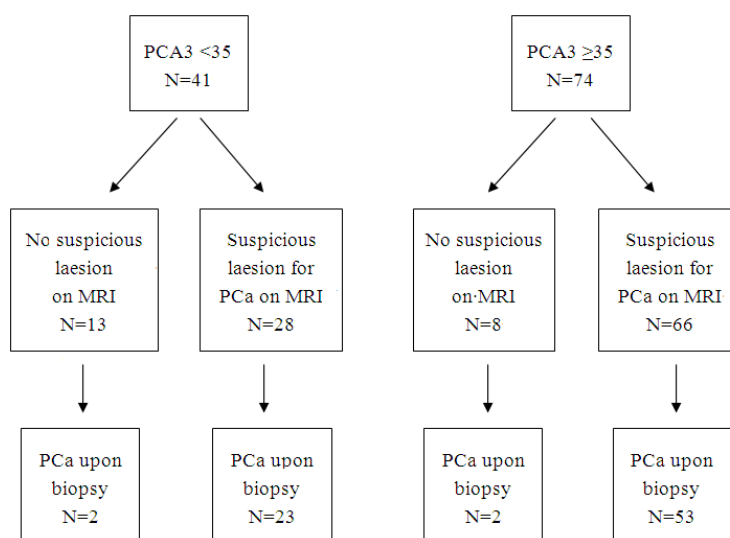 PCA3 <35
N=41
PCA3 ≥35
N=74
No suspicious
laesion
on MRI
N=13
Suspicious
laesion for
PCa on MRI
N=28
No suspicious
laesion
on·MRI
N=8
Suspicious
laesion for
PCa on MRI
N=66
PCa upon
biopsy
N=2
PCa upon
biopsy
N=23
PCa upon
biopsy
N=2
PCa upon
biopsy
N=53